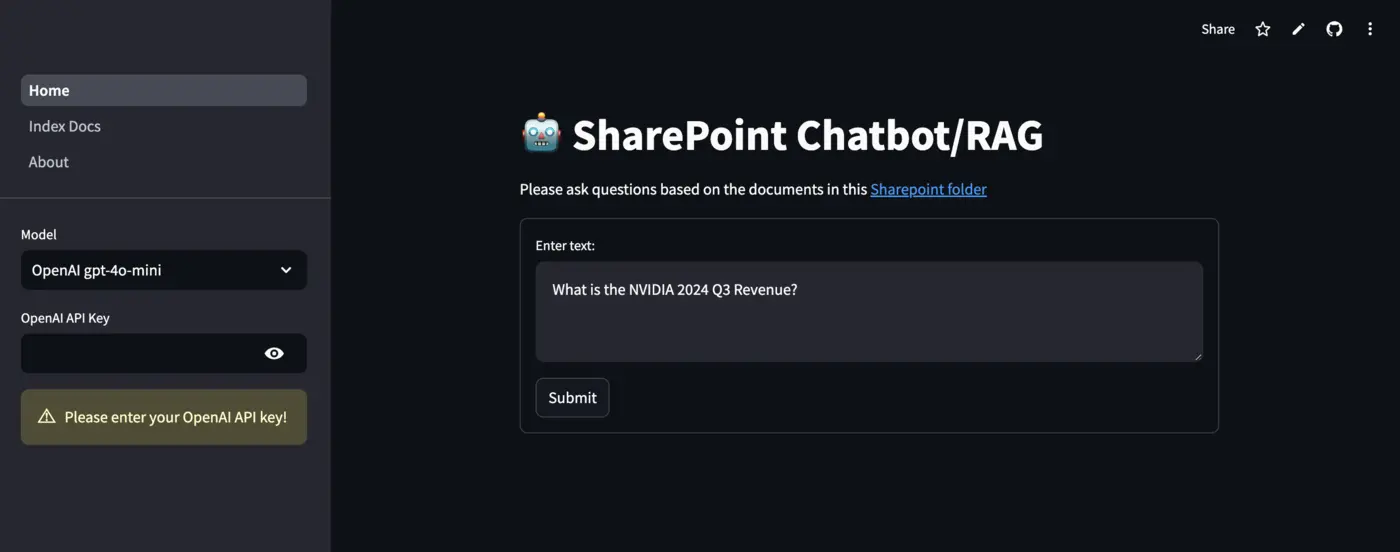 Share
Home
Index Docs
About
Model
OpenAI gpt-4o-mini
OpenAI API Key
Please enter your OpenAI API key!
SharePoint Chatbot/RAG
Please ask questions based on the documents in this Sharepoint folder
Enter text:
What is the NVIDIA 2024 Q3 Revenue?
Submit